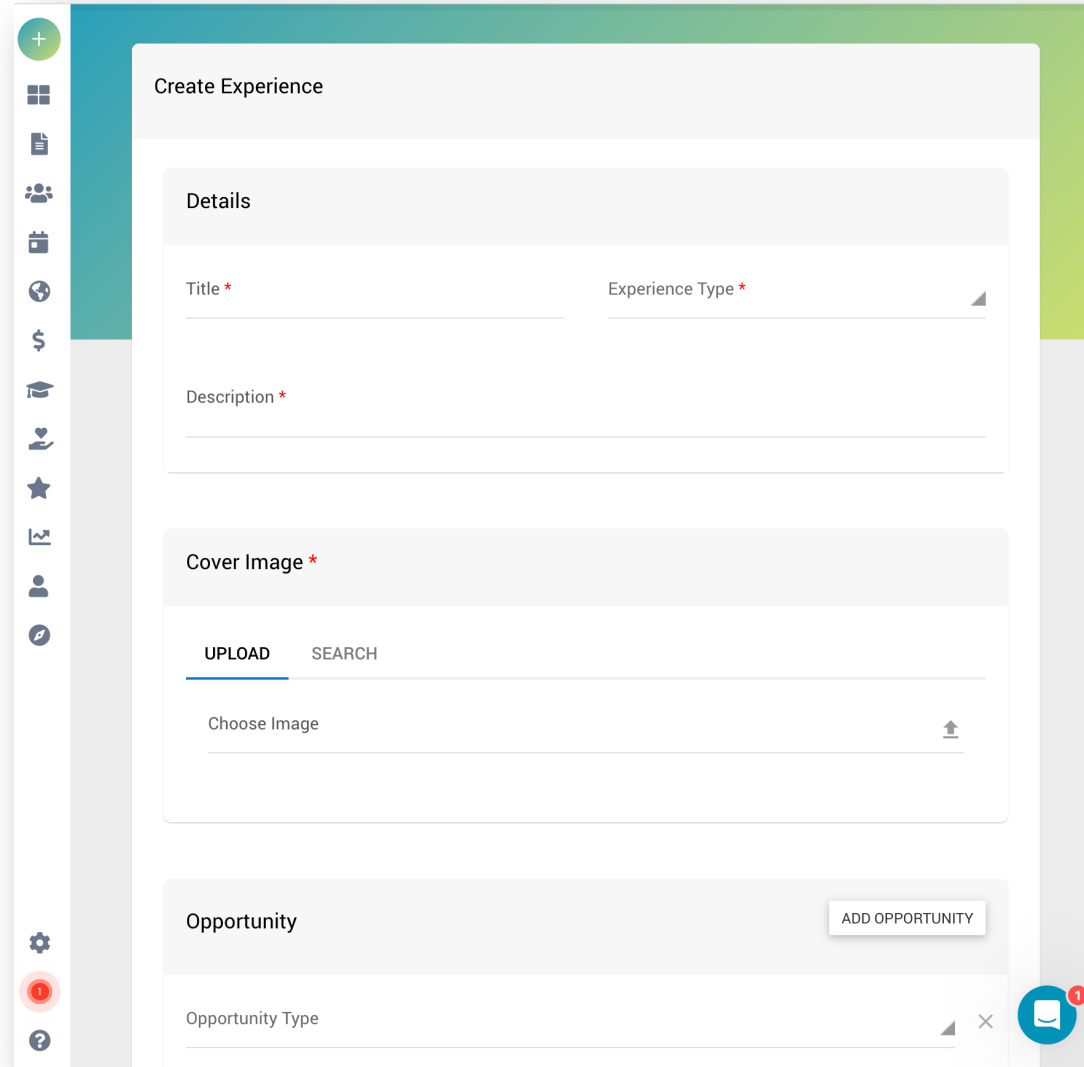 Create Experience
Details
Title *
Experience Type *
Description *
Cover Image *
UPLOAD
SEARCH
Choose Image
Opportunity
ADD OPPORTUNITY
Opportunity Type
1
1